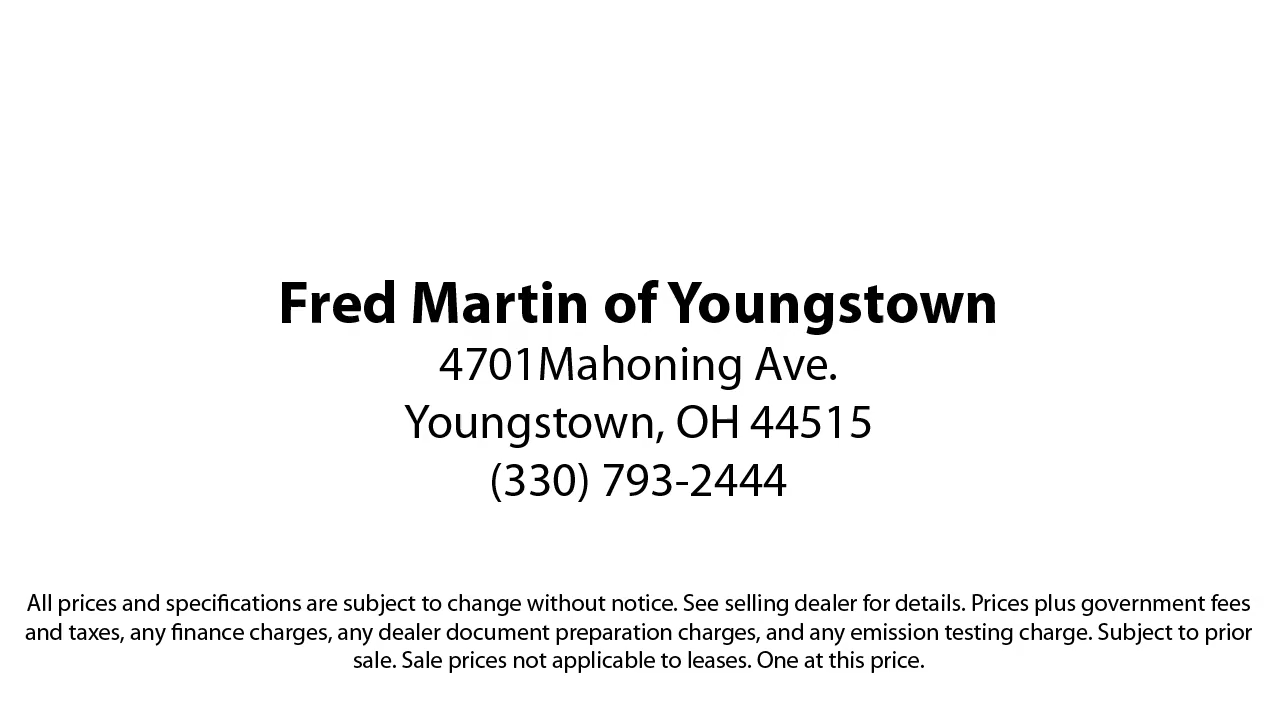 Fred Martin of Youngstown
4701Mahoning Ave.
Youngstown, OH 44515
(330) 793-2444
All prices and specifications are subject to change without notice. See selling dealer for details. Prices plus government fees
and taxes, any finance charges, any dealer document preparation charges, and any emission testing charge. Subject to prior
sale. Sale prices not applicable to leases. One at this price.